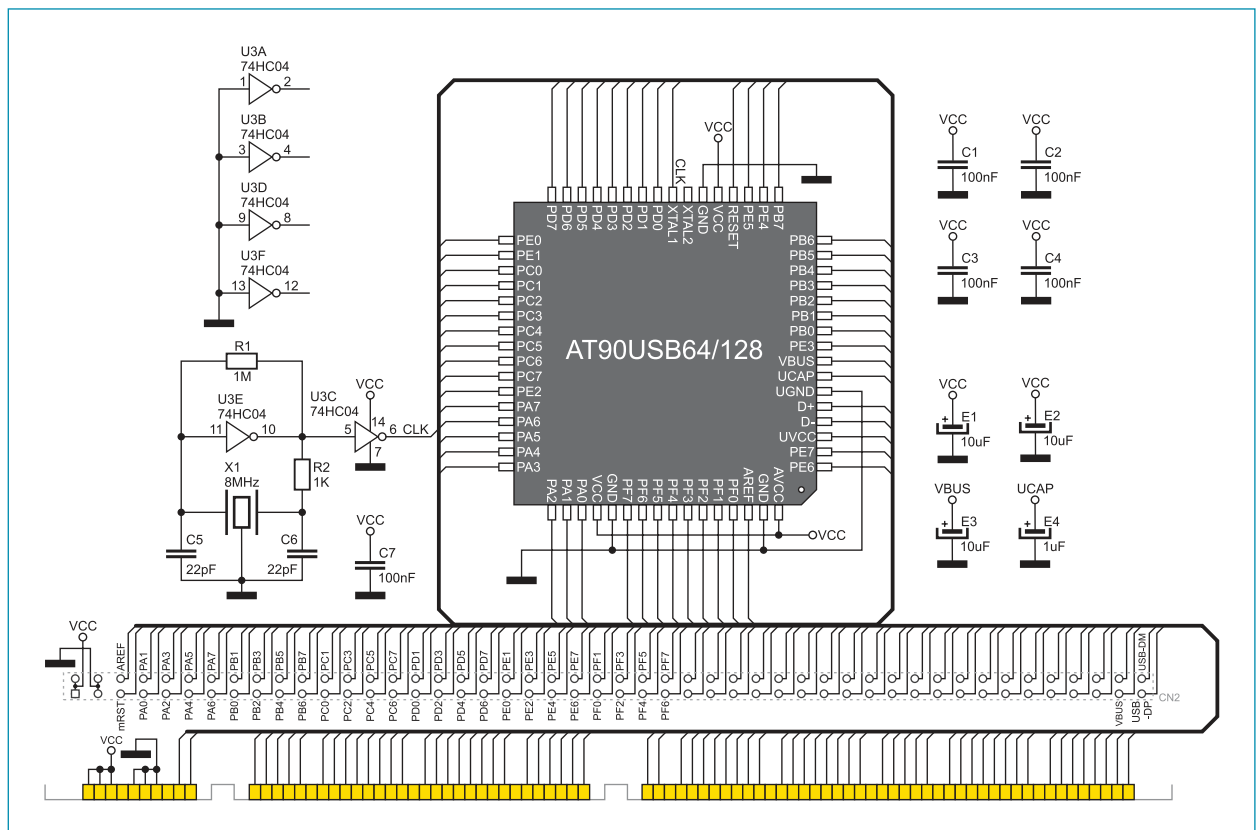 U3A
74HC04
1 2
U3B
74HC04
3 4
U3D
74HC04
9 8
U3F
74HC04
13 12
R1
1M
U3E
74HC04
11 10
U3C
74HC04
VCC
14
5 6 CLK
7
X1
8MHz
R2
1K
C5
22pF
C6
22pF
VCC
C7
100nF
VCC
CLK
PD7 PD6 PD5 PD4 PD3 PD2 PD1 PD0 XTAL1 XTAL2 GND VCC RESET PE5 PE4 PB7
PE0
PE1
PC0
PC1
PC2
PC3
PC4
PC5
PC6
PC7
PE2
PA7
PA6
PA5
PA4
PA3
AT90USB64/128
PB6
PB5
PB4
PB3
PB2
PB1
PB0
PE3
VBUS
UCAP
UGND
D+
D-
UVCC
PE7
PE6
PA2 PA1 PA0 VCC GND PF7 PF6 PF5 PF4 PF3 PF2 PF1 PF0 AREF GND AVCC
VCC
VCC
C1
100nF
VCC
C2
100nF
VCC
C3
100nF
VCC
C4
100nF
VCC
+ E1
10uF
VCC
+ E2
10uF
VBUS
+ E3
10uF
UCAP
+ E4
1uF
VCC
AREF PA1 PA3 PA5 PA7 PB1 PB3 PB5 PB7 PC1 PC3 PC5 PC7 PD1 PD3 PD5 PD7 PE1 PE3 PE5 PE7 PF1 PF3 PF5 PF7 USB-DM
CN2
mRST PA0 PA2 PA4 PA6 PB0 PB2 PB4 PB6 PC0 PC2 PC4 PC6 PD0 PD2 PD4 PD6 PE0 PE2 PE4 PE6 PF0 PF2 PF4 PF6 VBUS USB
-DP
VCC